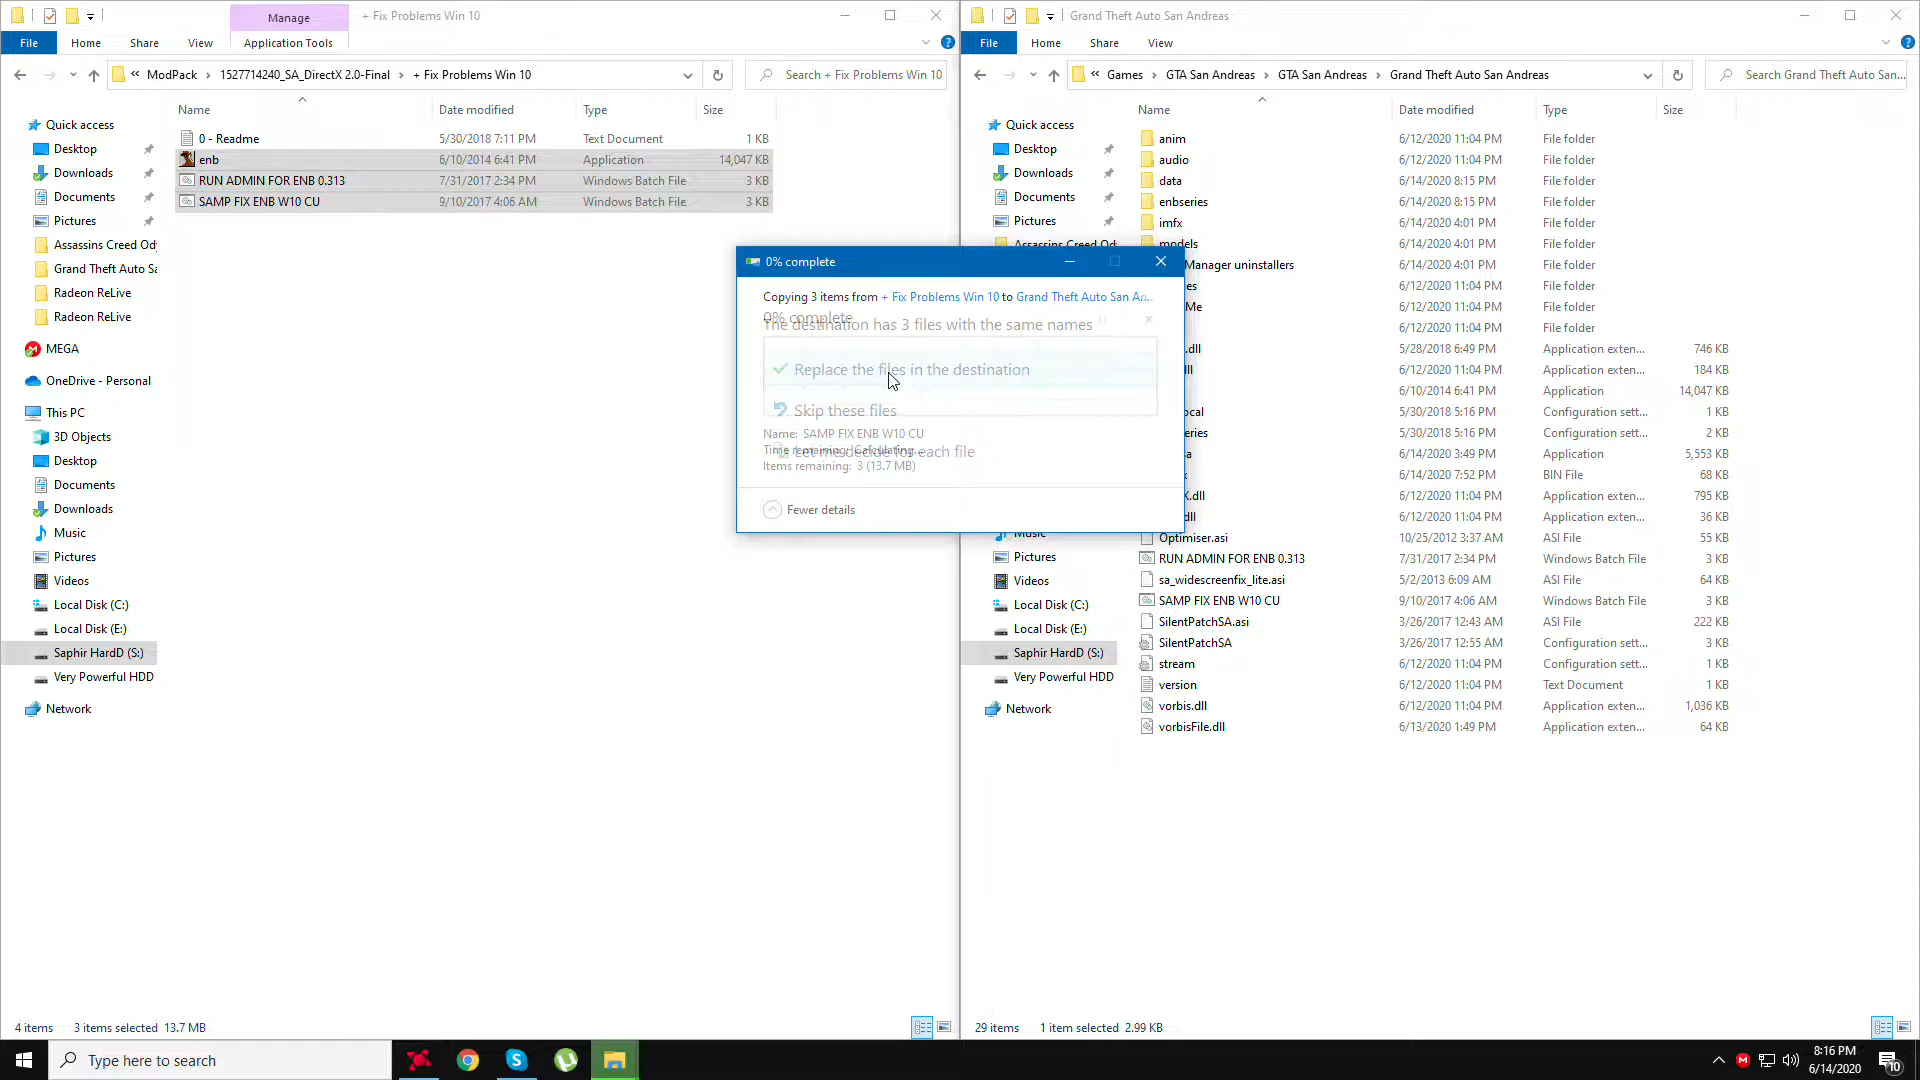 Manage
+ Fix Problems Win 10
File
Home
Share
View
Application Tools
ModPack
1527714240_SA_DirectX 2.0-Final
+ Fix Problems Win 10
Search + Fix Problems Win 10
Name
Date modified
Type
Size
0 - Readme 5/30/2018 7:11 PM Text Document 1 KB
enb 6/10/2014 6:41 PM Application 14,047 KB
RUN ADMIN FOR ENB 0.313 7/31/2017 2:34 PM Windows Batch File 3 KB
SAMP FIX ENB W10 CU 9/10/2017 4:06 AM Windows Batch File 3 KB
Quick access
Desktop
Downloads
Documents
Pictures
Assassins Creed Ody
Grand Theft Auto Sa
Radeon ReLive
Radeon ReLive
MEGA
OneDrive - Personal
This PC
3D Objects
Desktop
Documents
Downloads
Music
Pictures
Videos
Local Disk (C:)
Local Disk (E:)
Saphir HardD (S:)
Very Powerful HDD
Network
4 items
3 items selected 13.7 MB
0% complete
Copying 3 items from + Fix Problems Win 10 to Grand Theft Auto San An...
0% complete
The destination has 3 files with the same names
Replace the files in the destination
Skip these files
Name: SAMP FIX ENB W10 CU
Time remaining: Calculating...
Let me decide for each file
Items remaining: 3 (13.7 MB)
Fewer details
Grand Theft Auto San Andreas
File
Home
Share
View
Games
GTA San Andreas
GTA San Andreas
Grand Theft Auto San Andreas
Search Grand Theft Auto San...
Name
Date modified
Type
Size
Quick access
Desktop
Downloads
Documents
Pictures
Assassins Creed Od
Music
Pictures
Videos
Local Disk (C:)
Local Disk (E:)
Saphir HardD (S:)
Very Powerful HDD
Network
anim 6/12/2020 11:04 PM File folder
audio 6/12/2020 11:04 PM File folder
data 6/14/2020 8:15 PM File folder
enbseries 6/14/2020 8:15 PM File folder
imfx 6/14/2020 4:01 PM File folder
models 6/14/2020 4:01 PM File folder
Manager uninstallers 6/14/2020 4:01 PM File folder
es 6/12/2020 11:04 PM File folder
Me 6/12/2020 11:04 PM File folder
6/12/2020 11:04 PM File folder
.dll 5/28/2018 6:49 PM Application exten... 746 KB
ll 6/12/2020 11:04 PM Application exten... 184 KB
6/10/2014 6:41 PM Application 14,047 KB
ocal 5/30/2018 5:16 PM Configuration sett... 1 KB
eries 5/30/2018 5:16 PM Configuration sett... 2 KB
a 6/14/2020 3:49 PM Application 5,553 KB
6/14/2020 7:52 PM BIN File 68 KB
X.dll 6/12/2020 11:04 PM Application exten... 795 KB
dll 6/12/2020 11:04 PM Application exten... 36 KB
Optimiser.asi 10/25/2012 3:37 AM ASI File 55 KB
RUN ADMIN FOR ENB 0.313 7/31/2017 2:34 PM Windows Batch File 3 KB
sa_widescreenfix_lite.asi 5/2/2013 6:09 AM ASI File 64 KB
SAMP FIX ENB W10 CU 9/10/2017 4:06 AM Windows Batch File 3 KB
SilentPatchSA.asi 3/26/2017 12:43 AM ASI File 222 KB
SilentPatchSA 3/26/2017 12:55 AM Configuration sett... 3 KB
stream 6/12/2020 11:04 PM Configuration sett... 1 KB
version 6/12/2020 11:04 PM Text Document 1 KB
vorbis.dll 6/12/2020 11:04 PM Application exten... 1,036 KB
vorbisFile.dll 6/13/2020 1:49 PM Application exten... 64 KB
29 items
1 item selected 2.99 KB
Type here to search
8:16 PM
6/14/2020
10